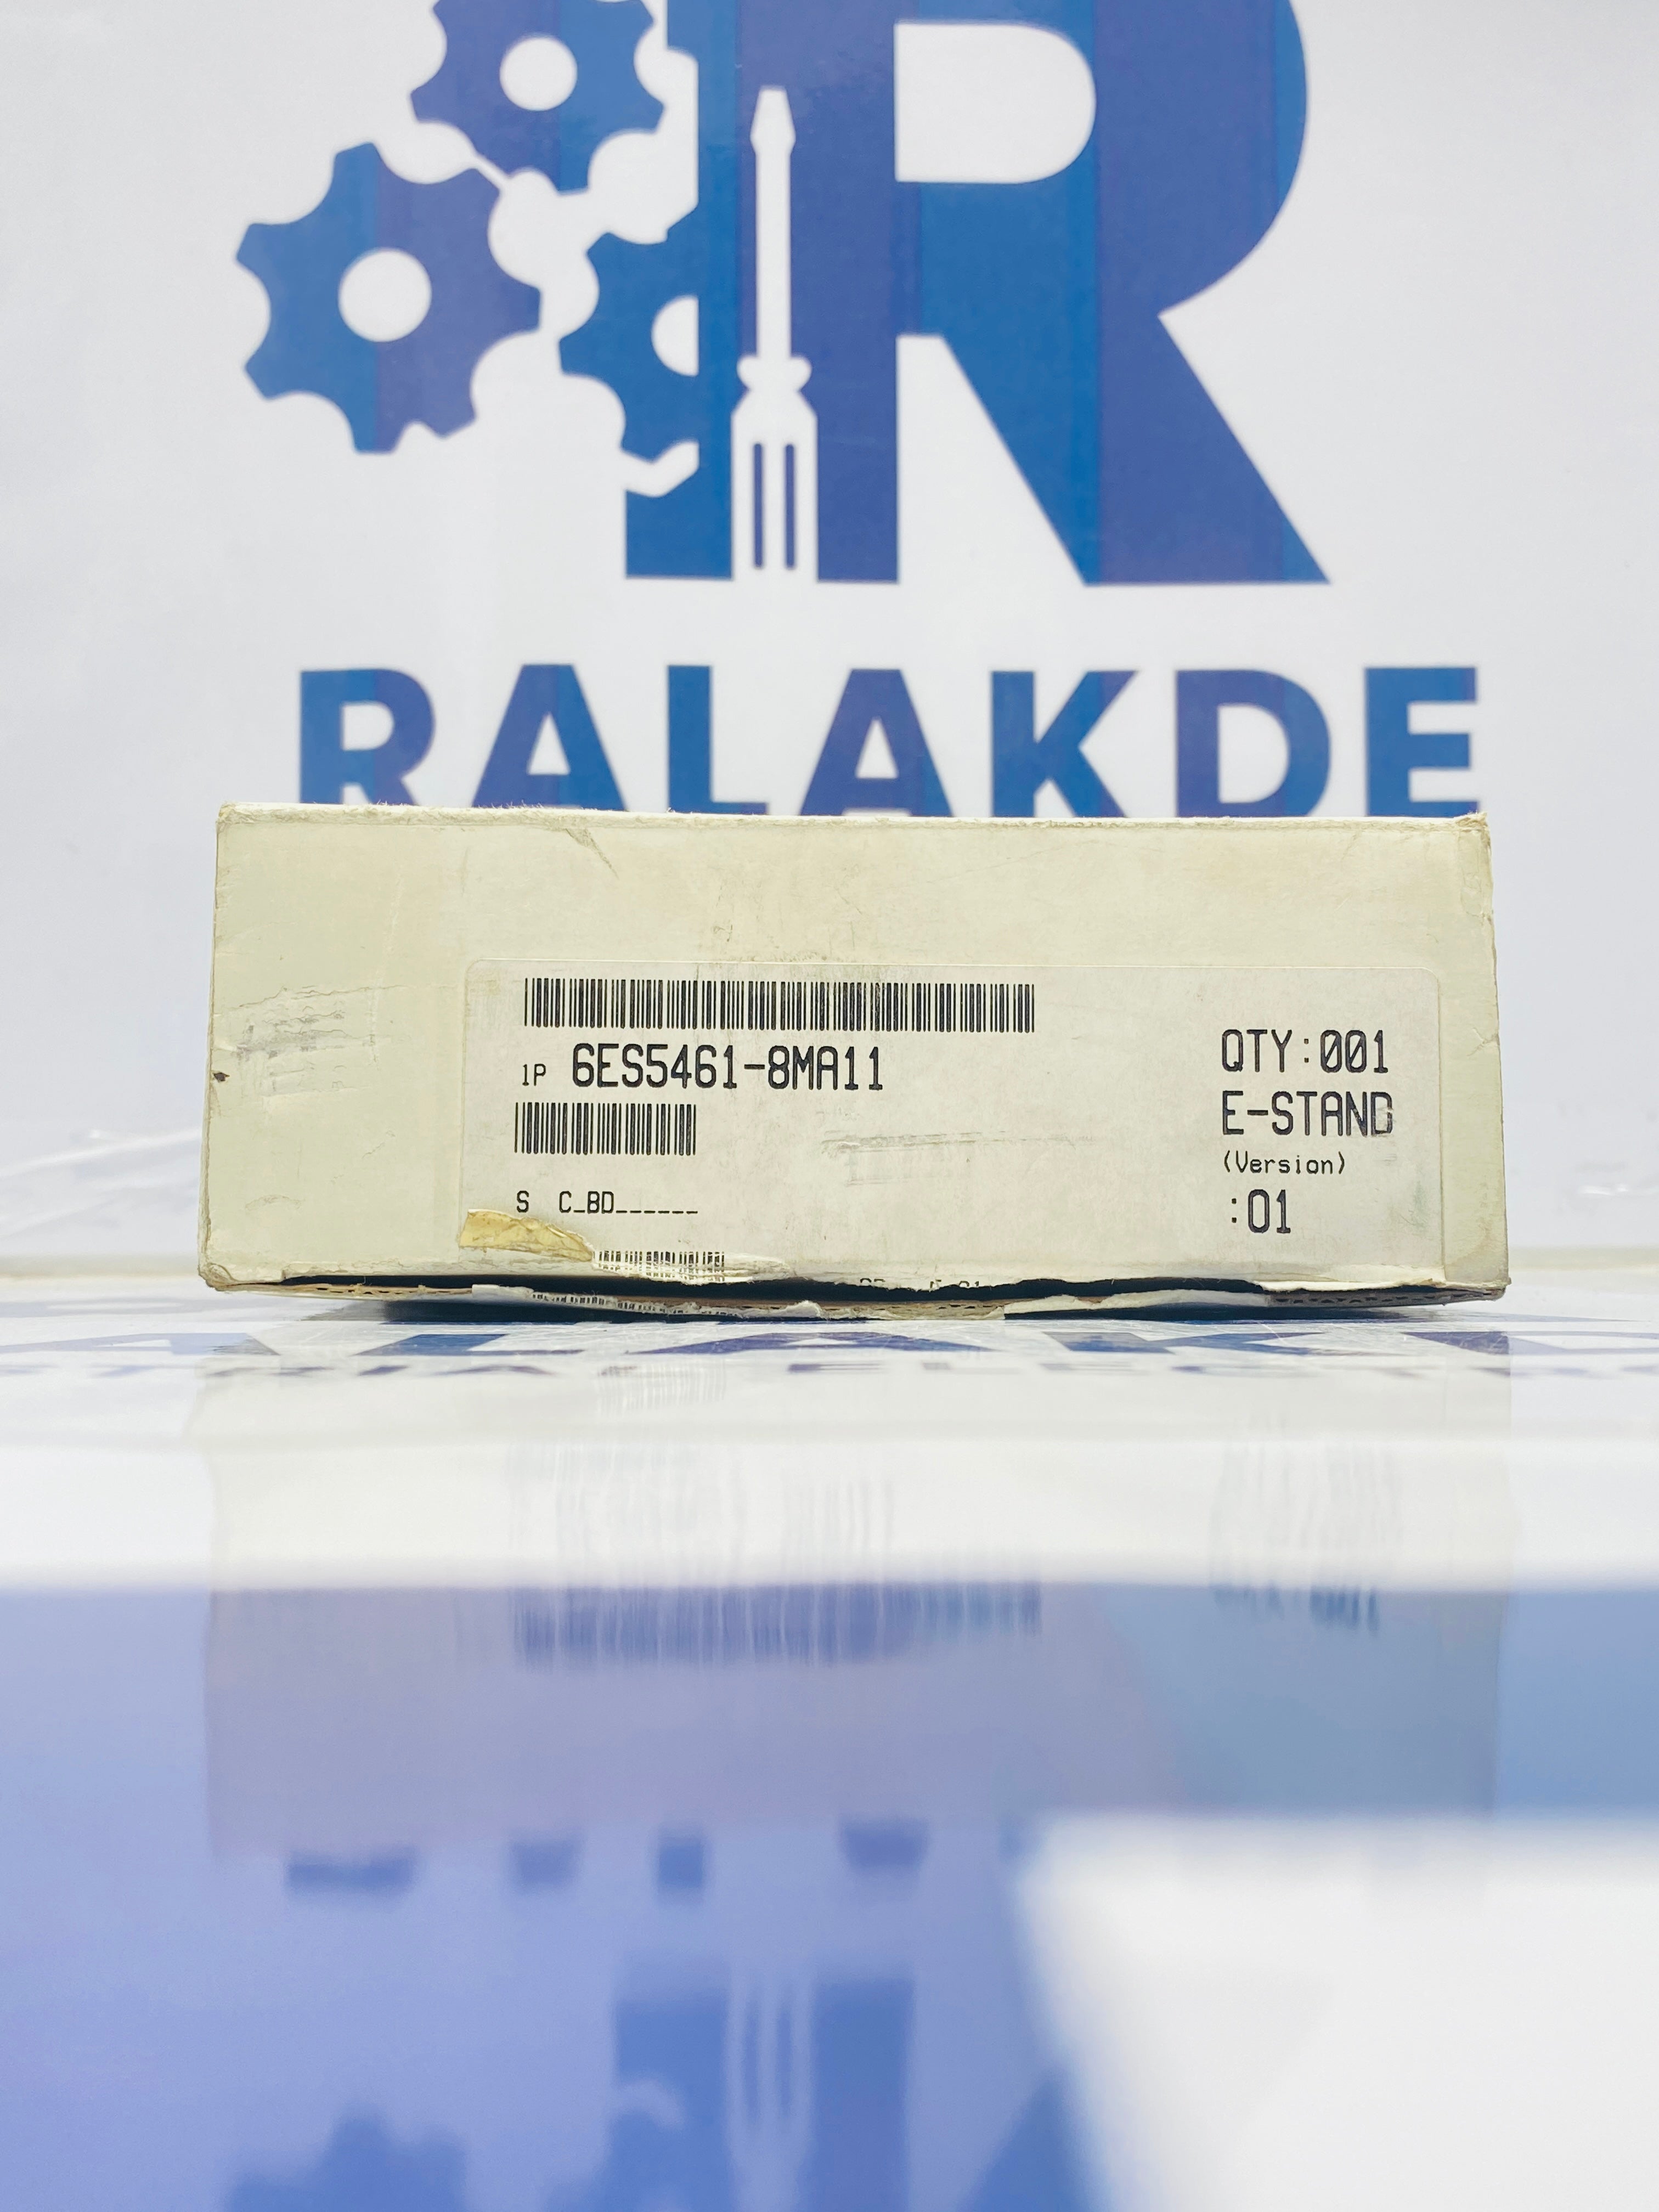 RALAKDE
1P 6ES5461-8MA11
S C_BD______
QTY:001
E-STAND
(Version)
:01